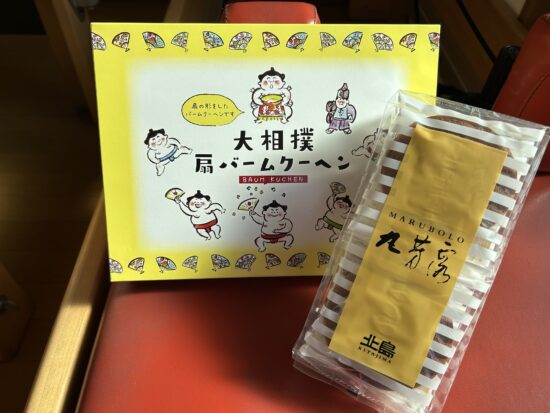 扇の形をした
バームクーヘンです
大相撲
扇バームクーヘン
BAUM KUCHEN
MARUBOLO
丸芳露
北島
KITAJIMA